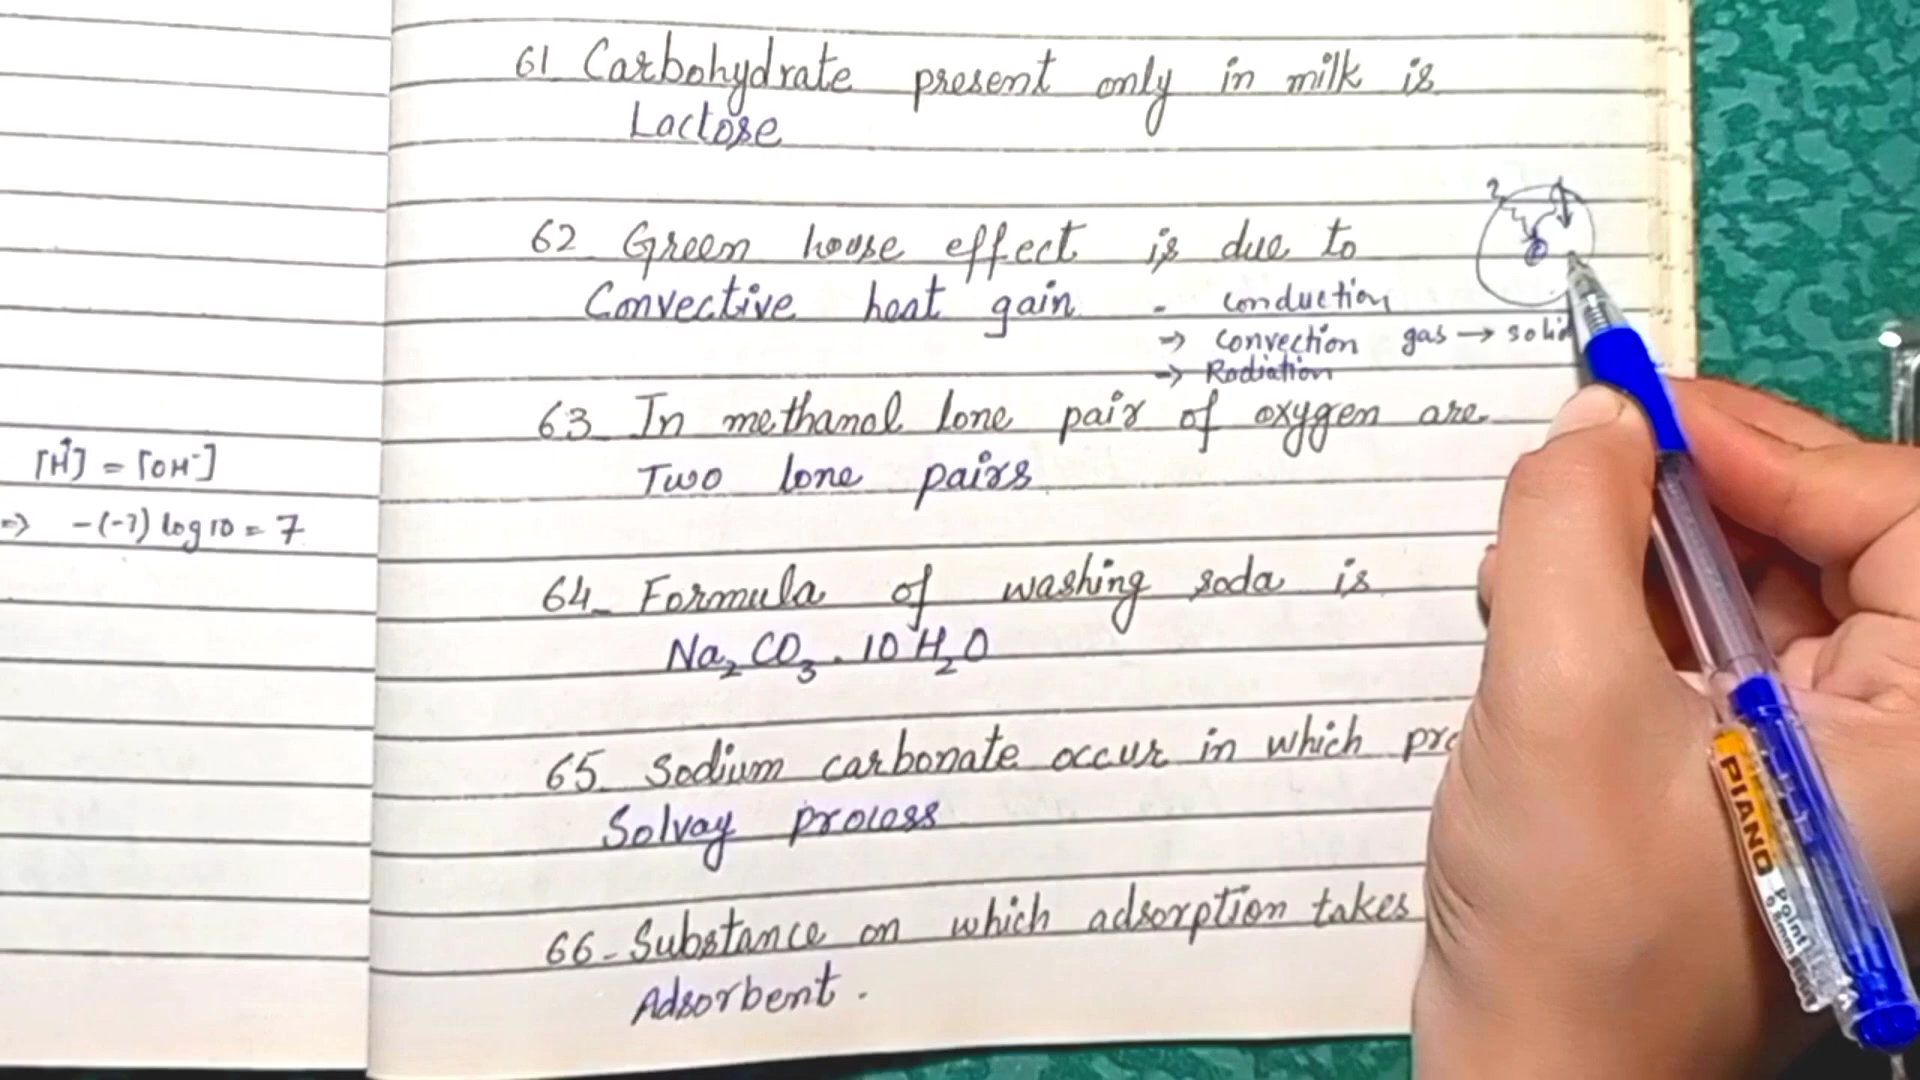 [H⁺] = [OH⁻]
=> -(-7) log 10 = 7
61 Carbohydrate present only in milk is
Lactose
62 Green house effect is due to
Convective heat gain - conduction
→ convection gas → solid
→ Radiation
63 In methanol lone pair of oxygen are
Two lone pairs
64 Formula of washing soda is
Na₂CO₃.10H₂O
65 Sodium carbonate occur in which
Solvay process
66-Substance on which adsorption takes
Adsorbent.
PIANO
Point